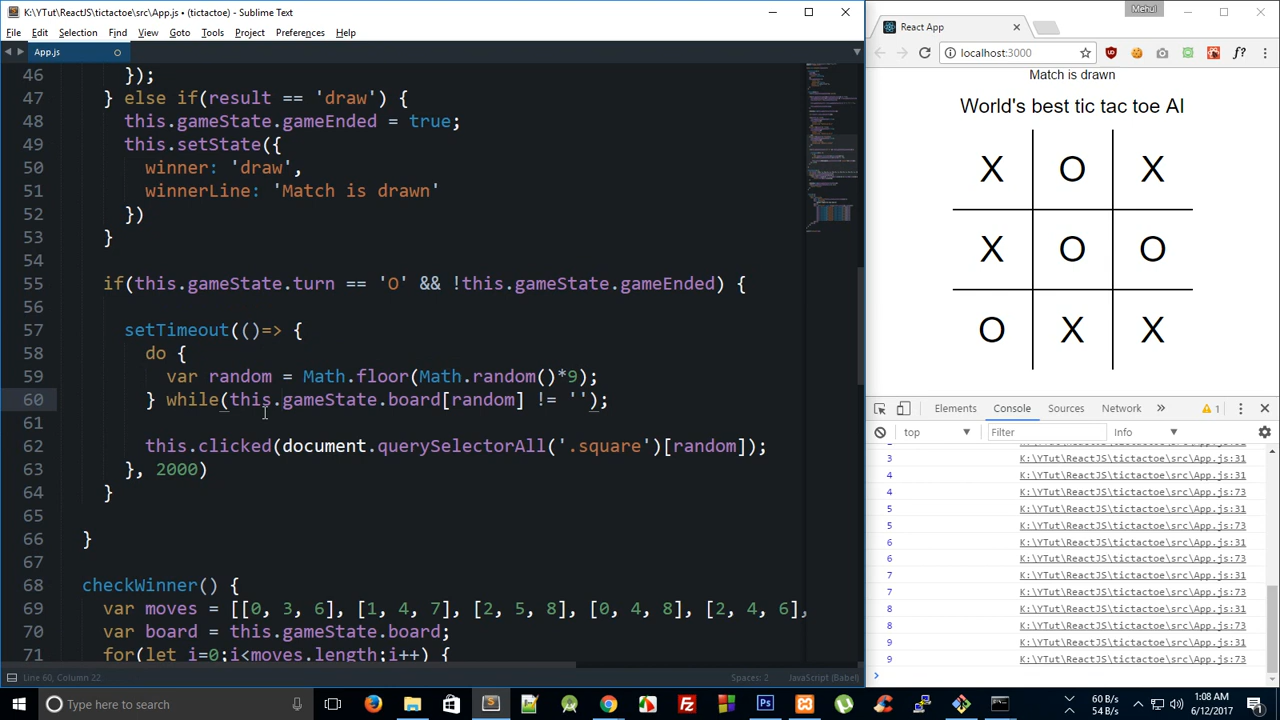 K:\YTut\ReactJS\tictactoe\src\App.js • (tictactoe) - Sublime Text
File Edit Selection Find View Goto Tools Project Preferences Help
App.js
46 });
47 } else if(result == 'draw') {
48 this.gameState.gameEnded = true;
49 this.setState({
50 winner: 'draw',
51 winnerLine: 'Match is drawn'
52 })
53 }
54
55 if(this.gameState.turn == 'O' && !this.gameState.gameEnded) {
56
57 setTimeout(()=> {
58 do {
59 var random = Math.floor(Math.random()*9);
60 } while(this.gameState.board[random] != '');
61
62 this.clicked(document.querySelectorAll('.square')[random]);
63 }, 2000)
64 }
65
66 }
67
68 checkWinner() {
69 var moves = [[0, 3, 6], [1, 4, 7], [2, 5, 8], [0, 4, 8], [2, 4, 6],
70 var board = this.gameState.board;
71 for(let i=0;i<moves.length;i++) {
Line 60, Column 22
Spaces: 2
JavaScript (Babel)
Mehul
React App
localhost:3000
f?
Match is drawn
World's best tictac toe AI
X O X
X O O
O X X
Elements Console Sources Network » 1
top Filter Info
3 K:\YTut\ReactJS\tictactoe\src\App.js:31
4 K:\YTut\ReactJS\tictactoe\src\App.js:31
4 K:\YTut\ReactJS\tictactoe\src\App.js:73
5 K:\YTut\ReactJS\tictactoe\src\App.js:31
5 K:\YTut\ReactJS\tictactoe\src\App.js:73
6 K:\YTut\ReactJS\tictactoe\src\App.js:31
6 K:\YTut\ReactJS\tictactoe\src\App.js:73
7 K:\YTut\ReactJS\tictactoe\src\App.js:31
7 K:\YTut\ReactJS\tictactoe\src\App.js:73
8 K:\YTut\ReactJS\tictactoe\src\App.js:31
8 K:\YTut\ReactJS\tictactoe\src\App.js:73
9 K:\YTut\ReactJS\tictactoe\src\App.js:31
9 K:\YTut\ReactJS\tictactoe\src\App.js:73
Type here to search
60 B/s
54 B/s
1:08 AM
6/12/2017